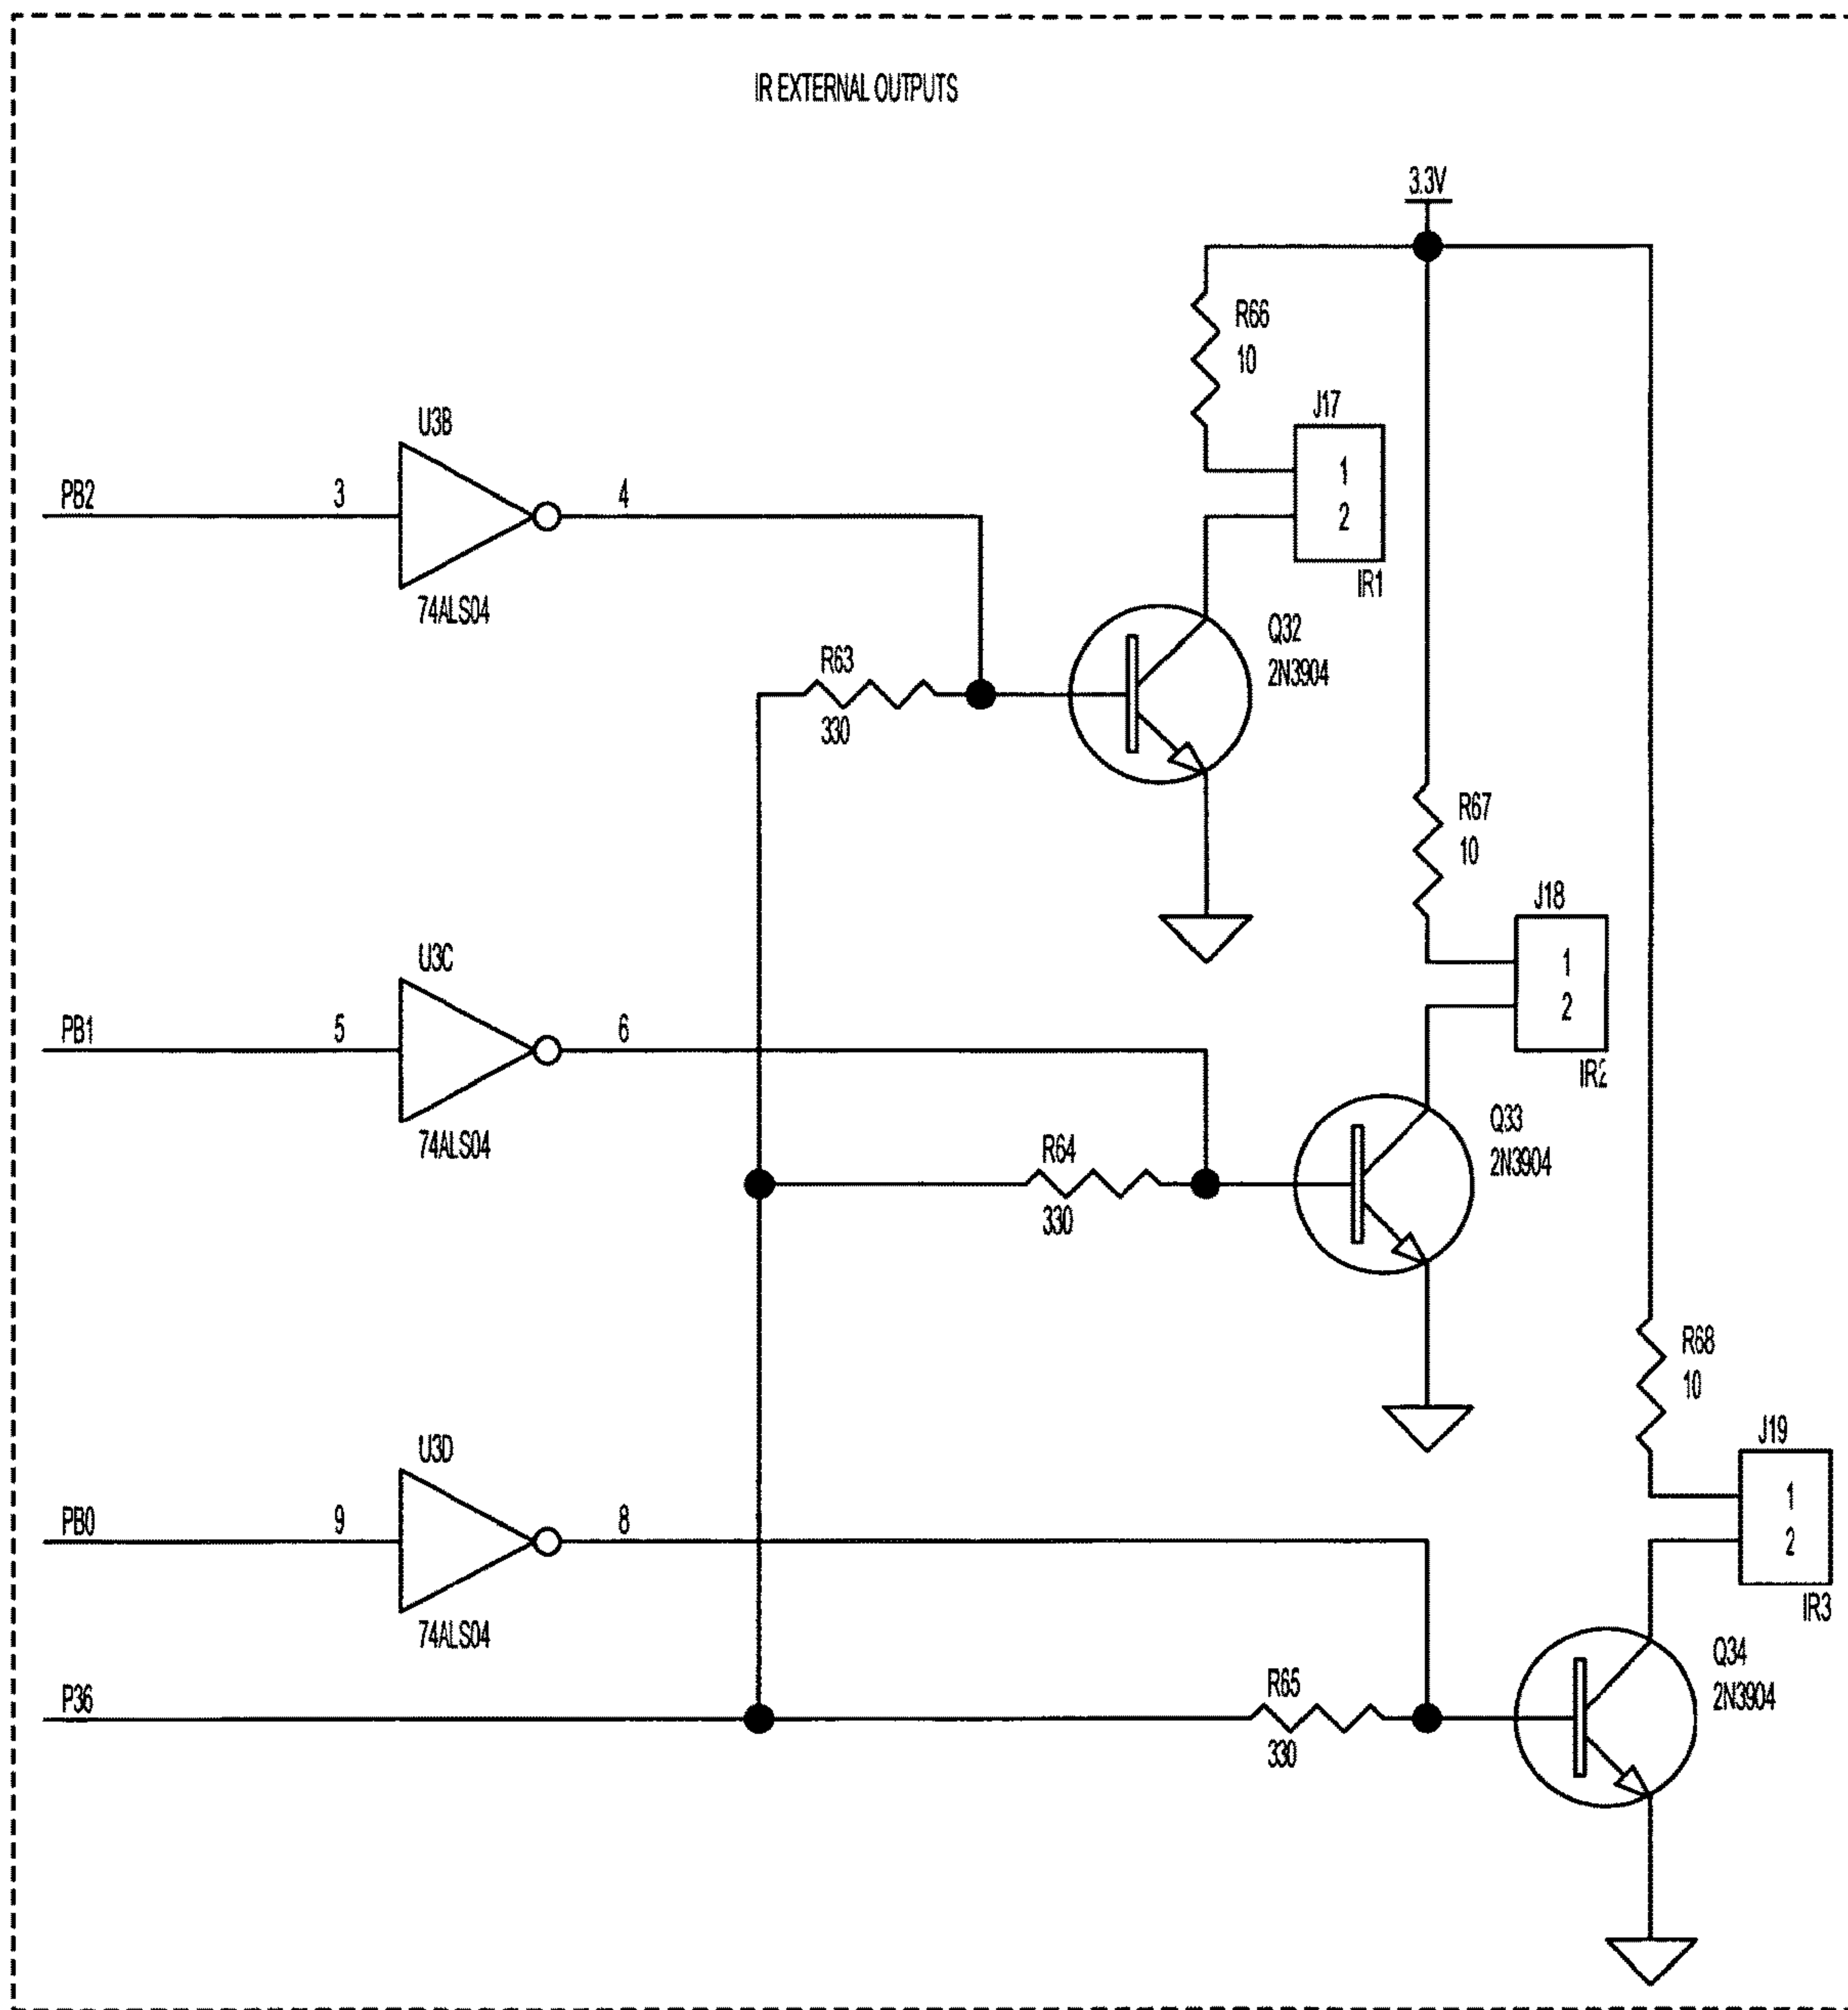 IR EXTERNAL OUTPUTS
3.3V
R66
10
J17
1
2
IR1
U3B
PB2
3
4
74ALS04
R63
330
Q32
2N3904
R67
10
J18
1
2
IR2
U3C
PB1
5
6
74ALS04
R64
330
Q33
2N3904
R68
10
J19
1
2
IR3
U3D
PB0
9
8
74ALS04
P36
R65
330
Q34
2N3904